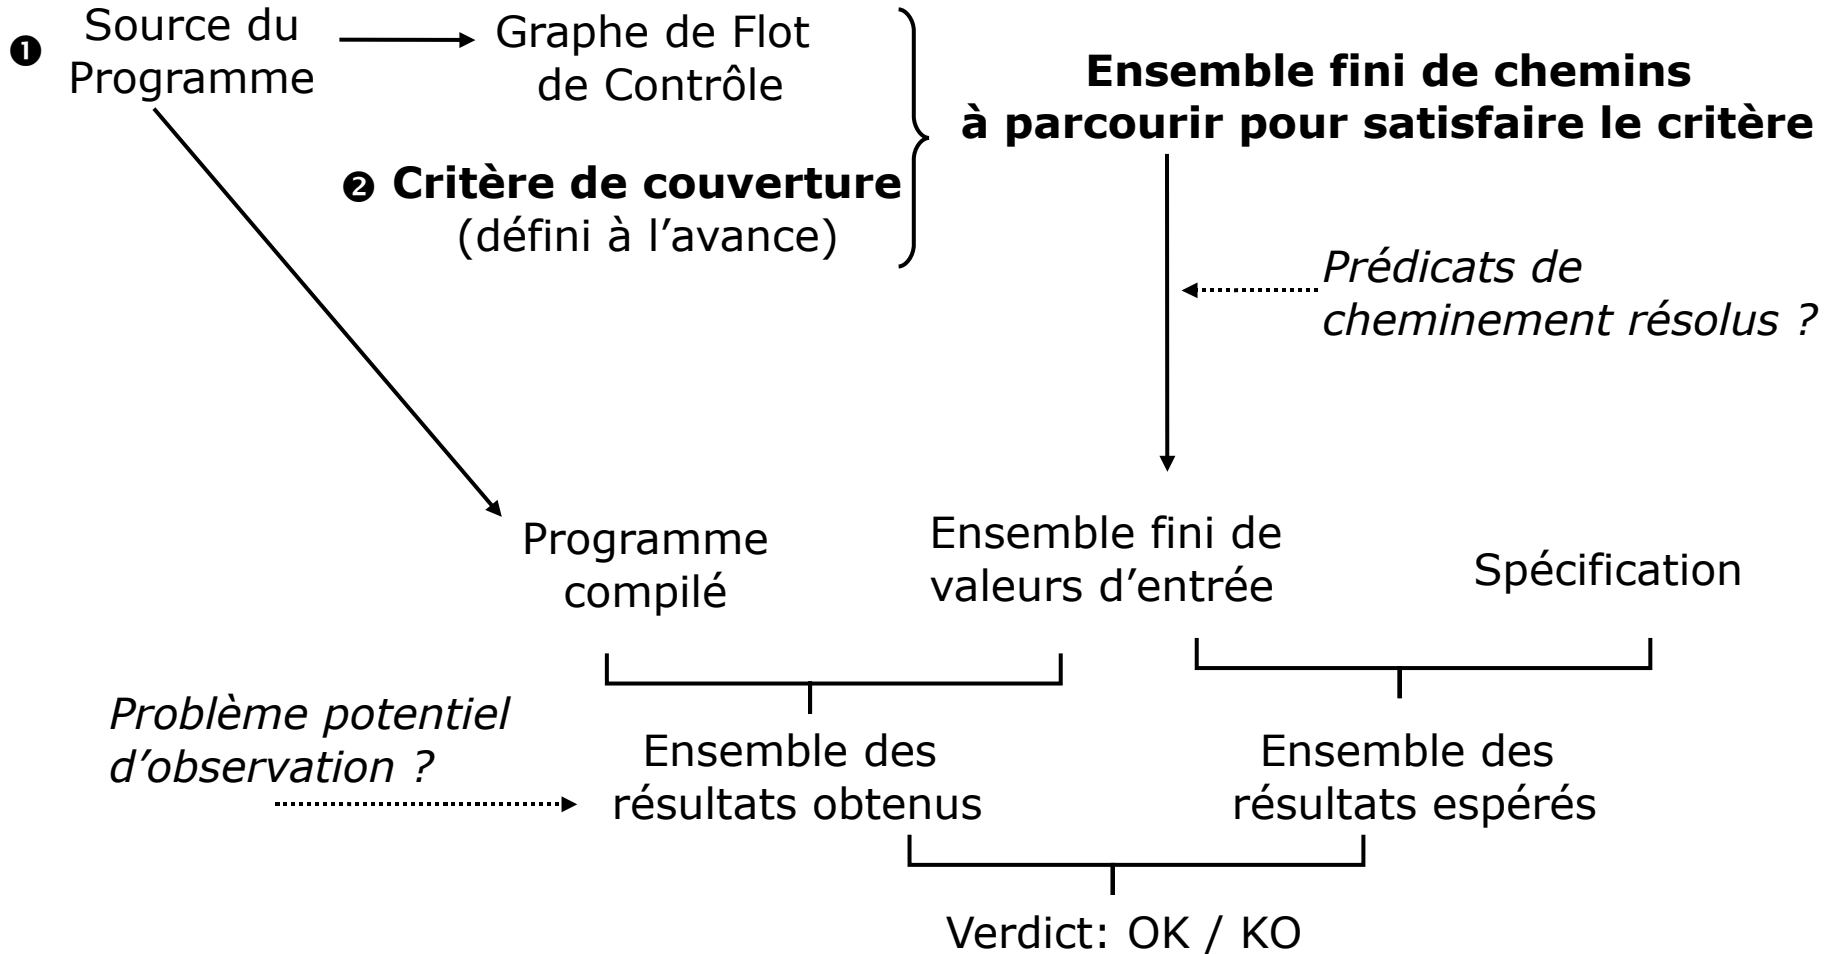 ❶ Source du
Programme
Graphe de Flot
de Contrôle
Ensemble fini de chemins
à parcourir pour satisfaire le critère
❷ Critère de couverture
(défini à l’avance)
Prédicats de
cheminement résolus ?
Programme
compilé
Ensemble fini de
valeurs d’entrée
Spécification
Problème potentiel
d’observation ?
Ensemble des
résultats obtenus
Ensemble des
résultats espérés
Verdict: OK / KO